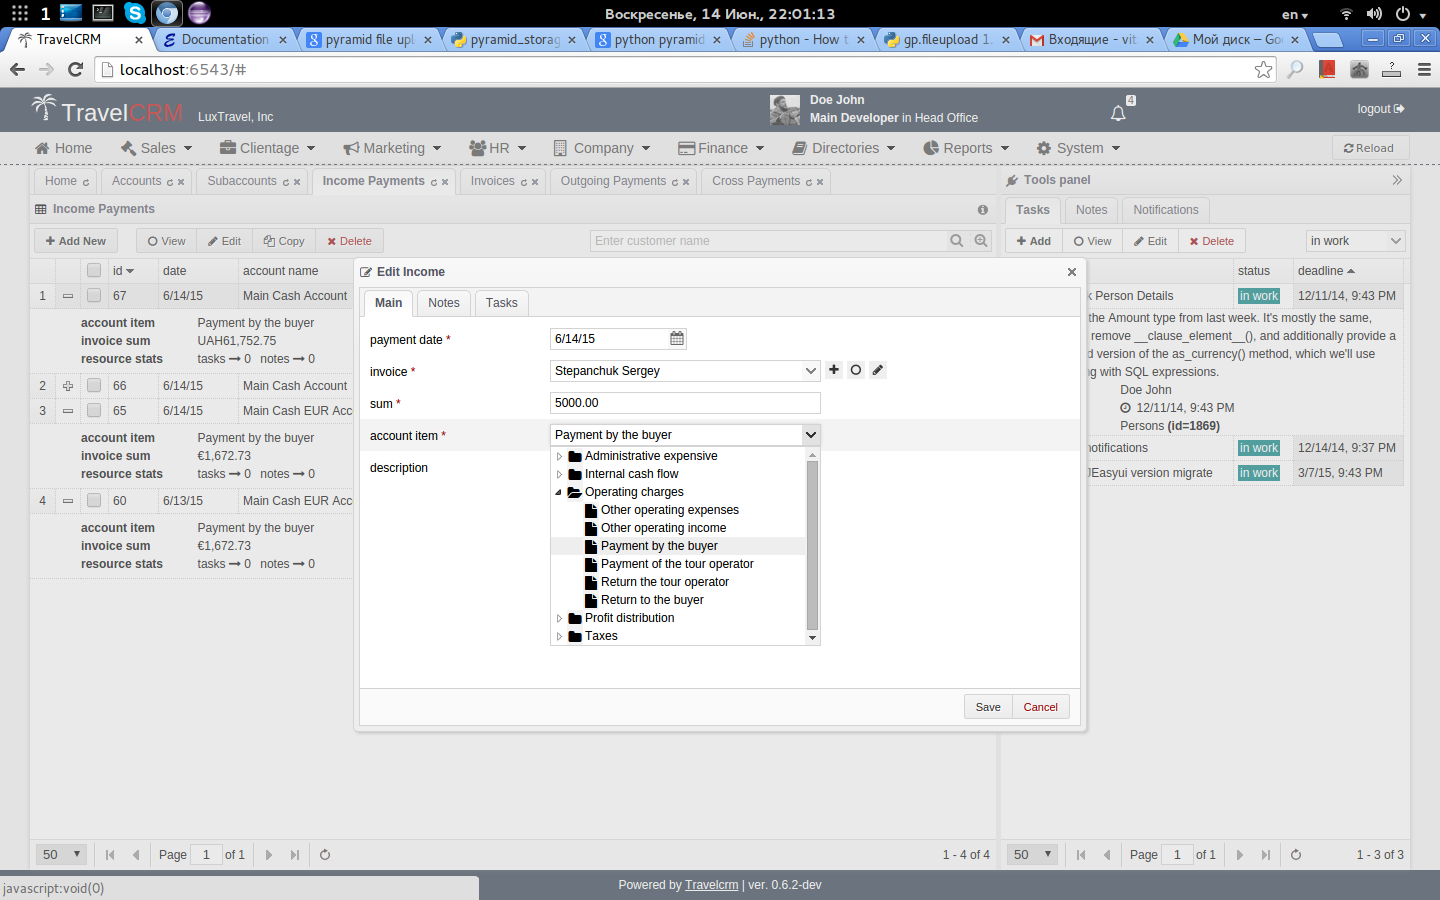 1
Воскресенье, 14 Июн., 22:01:13
en
TravelCRM
Documentation
pyramid file upl
pyramid_storag
python pyramid
python - How t
gp.fileupload 1.
Входящие - vit
Мой диск – Goo
localhost:6543/#
TravelCRM
LuxTravel, Inc
Doe John
Main Developer in Head Office
4
logout
Home
Sales
Clientage
Marketing
HR
Company
Finance
Directories
Reports
System
Reload
Home
Accounts
Subaccounts
Income Payments
Invoices
Outgoing Payments
Cross Payments
Tools panel
Income Payments
Tasks
Notes
Notifications
Add New
View
Edit
Copy
Delete
Enter customer name
Add
View
Edit
Delete
in work
id
date
account name
status
deadline
1
67
6/14/15
Main Cash Account
account item
Payment by the buyer
invoice sum
UAH61,752.75
resource stats
tasks → 0 notes → 0
2
66
6/14/15
Main Cash Account
3
65
6/14/15
Main Cash EUR Acco
account item
Payment by the buyer
invoice sum
€1,672.73
resource stats
tasks → 0 notes → 0
4
60
6/13/15
Main Cash EUR Acco
account item
Payment by the buyer
invoice sum
€1,672.73
resource stats
tasks → 0 notes → 0
Edit Income
Main
Notes
Tasks
payment date *
6/14/15
invoice *
Stepanchuk Sergey
sum *
5000.00
account item *
Payment by the buyer
description
Administrative expensive
Internal cash flow
Operating charges
Other operating expenses
Other operating income
Payment by the buyer
Payment of the tour operator
Return the tour operator
Return to the buyer
Profit distribution
Taxes
Save
Cancel
k Person Details
in work
12/11/14, 9:43 PM
the Amount type from last week. It's mostly the same,
remove __clause_element__(), and additionally provide a
d version of the as_currency() method, which we'll use
g with SQL expressions.
Doe John
12/11/14, 9:43 PM
Persons (id=1869)
notifications
in work
12/14/14, 9:37 PM
JEasyui version migrate
in work
3/7/15, 9:43 PM
50
Page
1
of 1
1 - 4 of 4
50
Page
1
of 1
1 - 3 of 3
javascript:void(0)
Powered by Travelcrm | ver. 0.6.2-dev